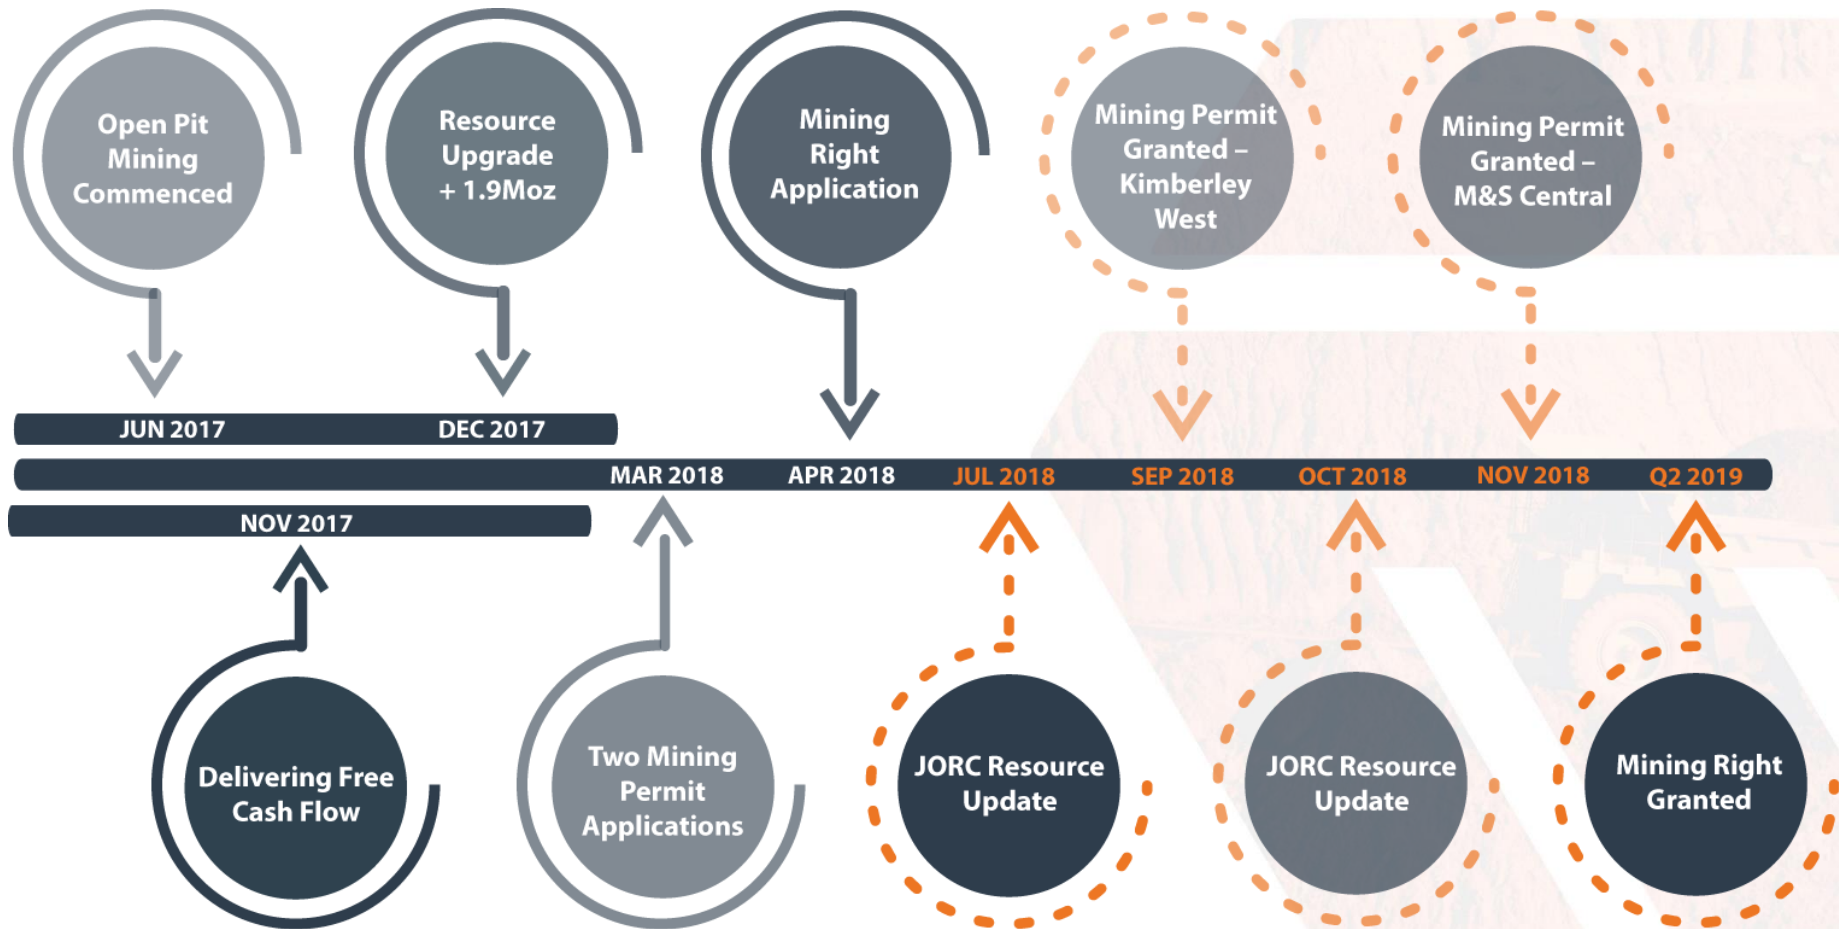 Open Pit
Mining
Commenced
Resource
Upgrade
+ 1.9Moz
Mining
Right
Application
Mining Permit
Granted –
Kimberley
West
Mining Permit
Granted –
M&S Central
JUN 2017
DEC 2017
MAR 2018
APR 2018
JUL 2018
SEP 2018
OCT 2018
NOV 2018
Q2 2019
NOV 2017
Delivering Free
Cash Flow
Two Mining
Permit
Applications
JORC Resource
Update
JORC Resource
Update
Mining Right
Granted